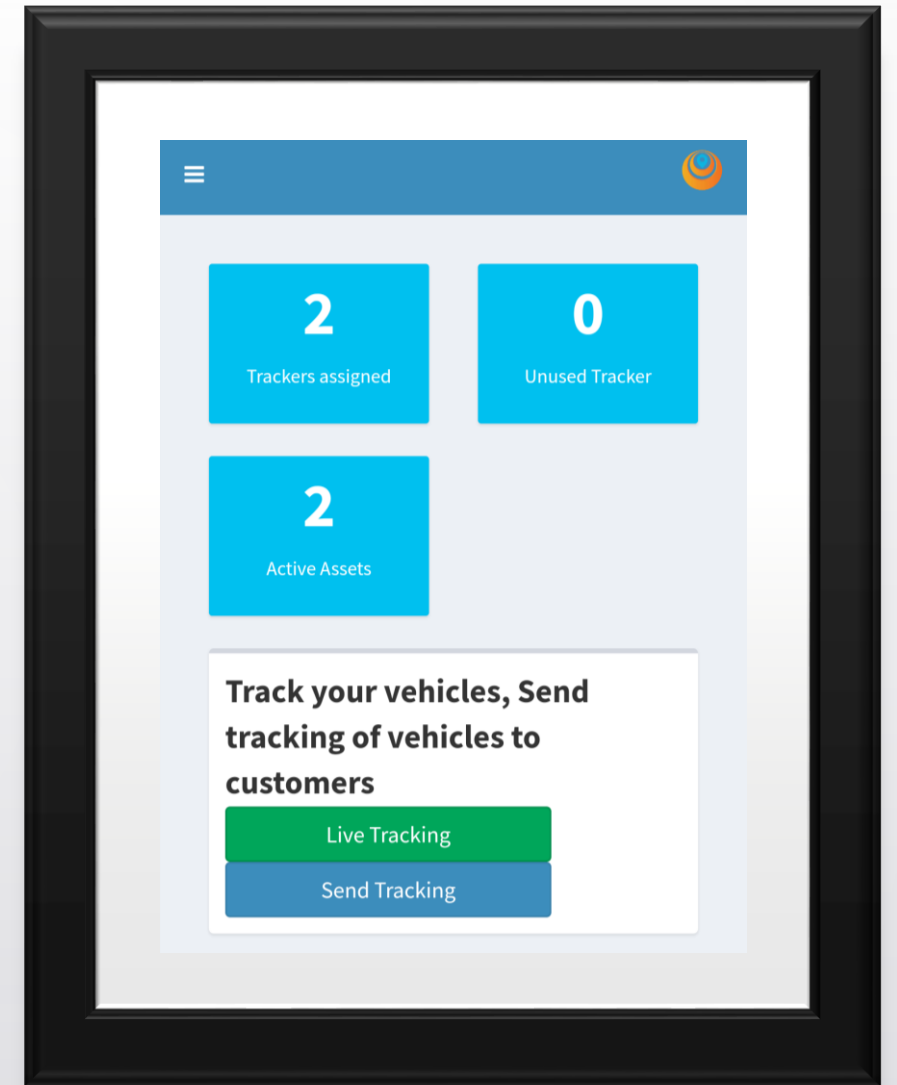 2
Trackers assigned
0
Unused Tracker
2
Active Assets
Track your vehicles, Send
tracking of vehicles to
customers
Live Tracking
Send Tracking